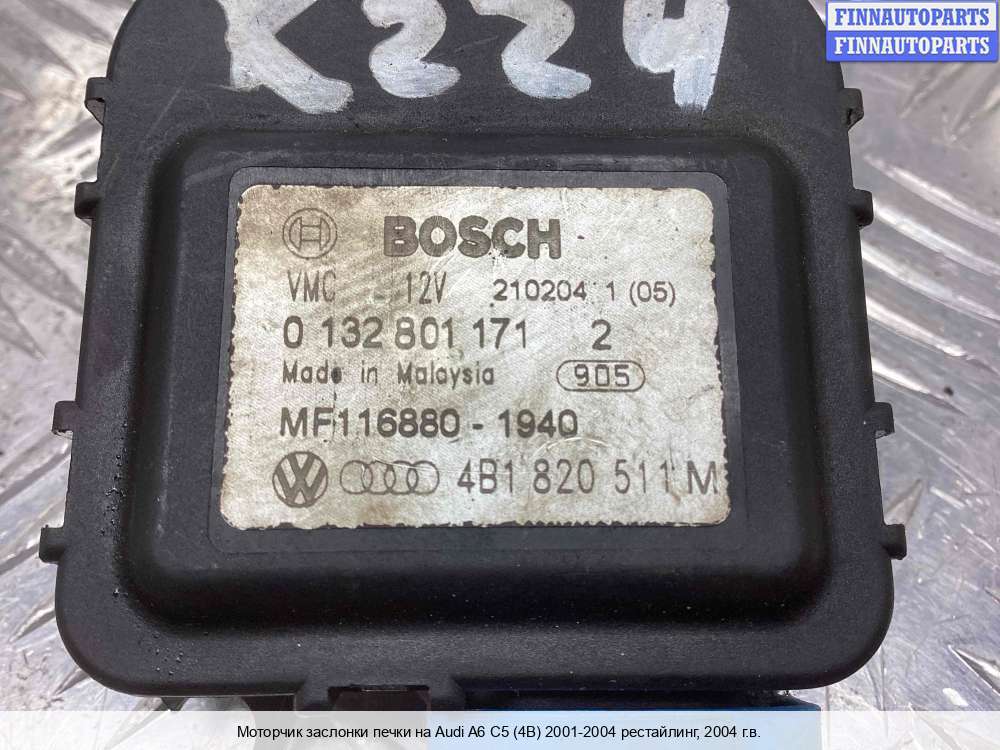 FINNAUTOPARTS
FINNAUTOPARTS
K224
BOSCH
VMC 12V 210204 1 (05)
0 132 801 171 2
Made in Malaysia 905
MF116880 - 1940
4B1 820 511 M
Моторчик заслонки печки на Audi A6 C5 (4B) 2001-2004 рестайлинг, 2004 г.в.